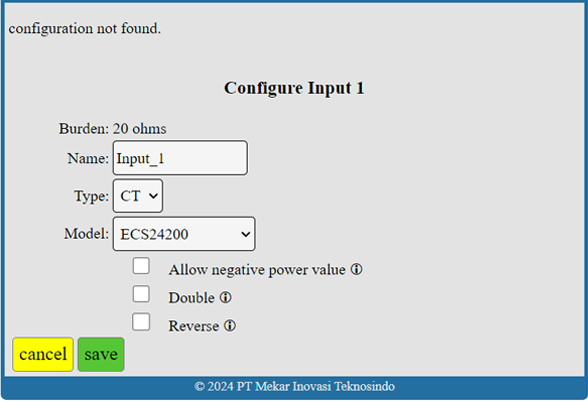 configuration not found.
Configure Input 1
Burden: 20 ohms
Name: Input_1
Type: CT
Model: ECS24200
Allow negative power value ⓘ
Double ⓘ
Reverse ⓘ
cancel save
© 2024 PT Mekar Inovasi Teknosindo